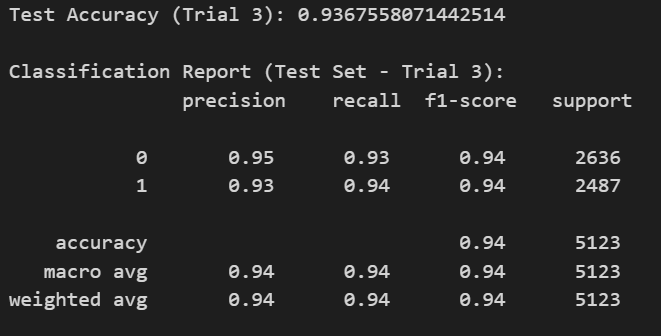 Test Accuracy (Trial 3): 0.9367558071442514
Classification Report (Test Set - Trial 3):
precision recall f1-score support
0 0.95 0.93 0.94 2636
1 0.93 0.94 0.94 2487
accuracy 0.94 5123
macro avg 0.94 0.94 0.94 5123
weighted avg 0.94 0.94 0.94 5123